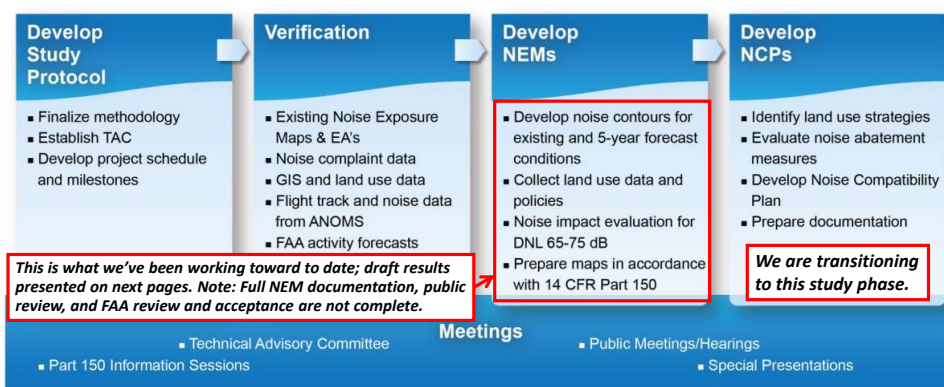 Develop
Study
Protocol
▪ Finalize methodology
▪ Establish TAC
▪ Develop project schedule
and milestones
Verification
▪ Existing Noise Exposure
Maps & EA's
▪ Noise complaint data
▪ GIS and land use data
▪ Flight track and noise data
from ANOMS
▪ FAA activity forecasts
Develop
NEMs
▪ Develop noise contours for
existing and 5-year forecast
conditions
▪ Collect land use data and
policies
▪ Noise impact evaluation for
DNL 65-75 dB
▪ Prepare maps in accordance
with 14 CFR Part 150
Develop
NCPs
▪ Identify land use strategies
▪ Evaluate noise abatement
measures
▪ Develop Noise Compatibility
Plan
▪ Prepare documentation
This is what we've been working toward to date; draft results
presented on next pages. Note: Full NEM documentation, public
review, and FAA review and acceptance are not complete.
We are transitioning
to this study phase.
Meetings
▪ Technical Advisory Committee
▪ Public Meetings/Hearings
▪ Part 150 Information Sessions
▪ Special Presentations